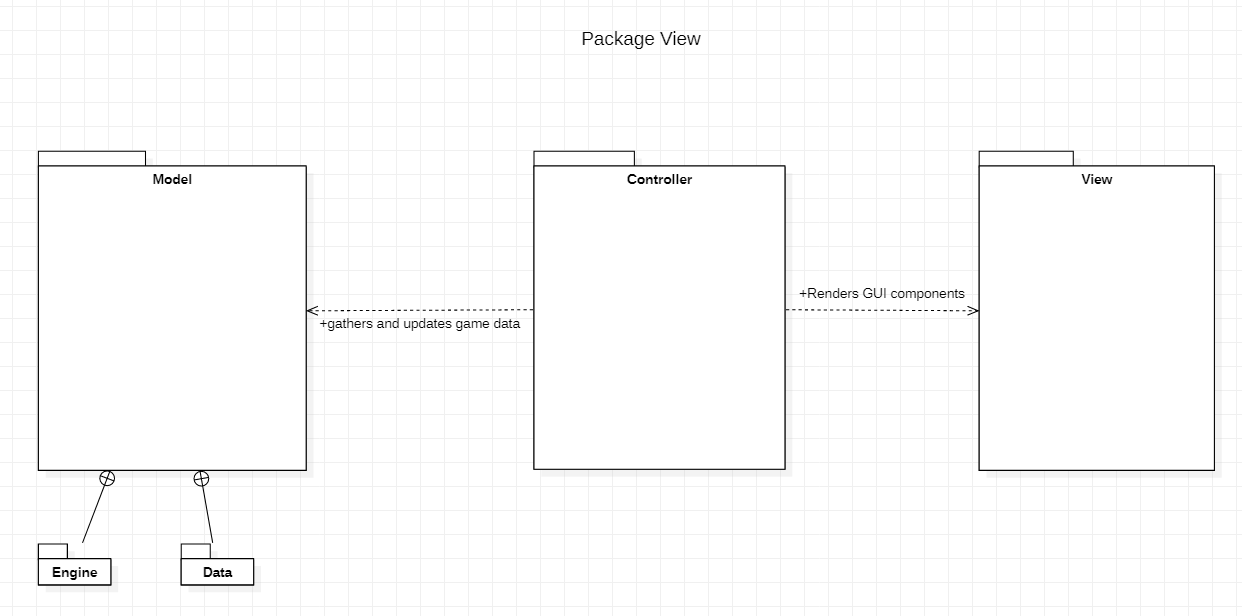 Package View
Model
Controller
View
+Renders GUI components
+gathers and updates game data
Engine
Data